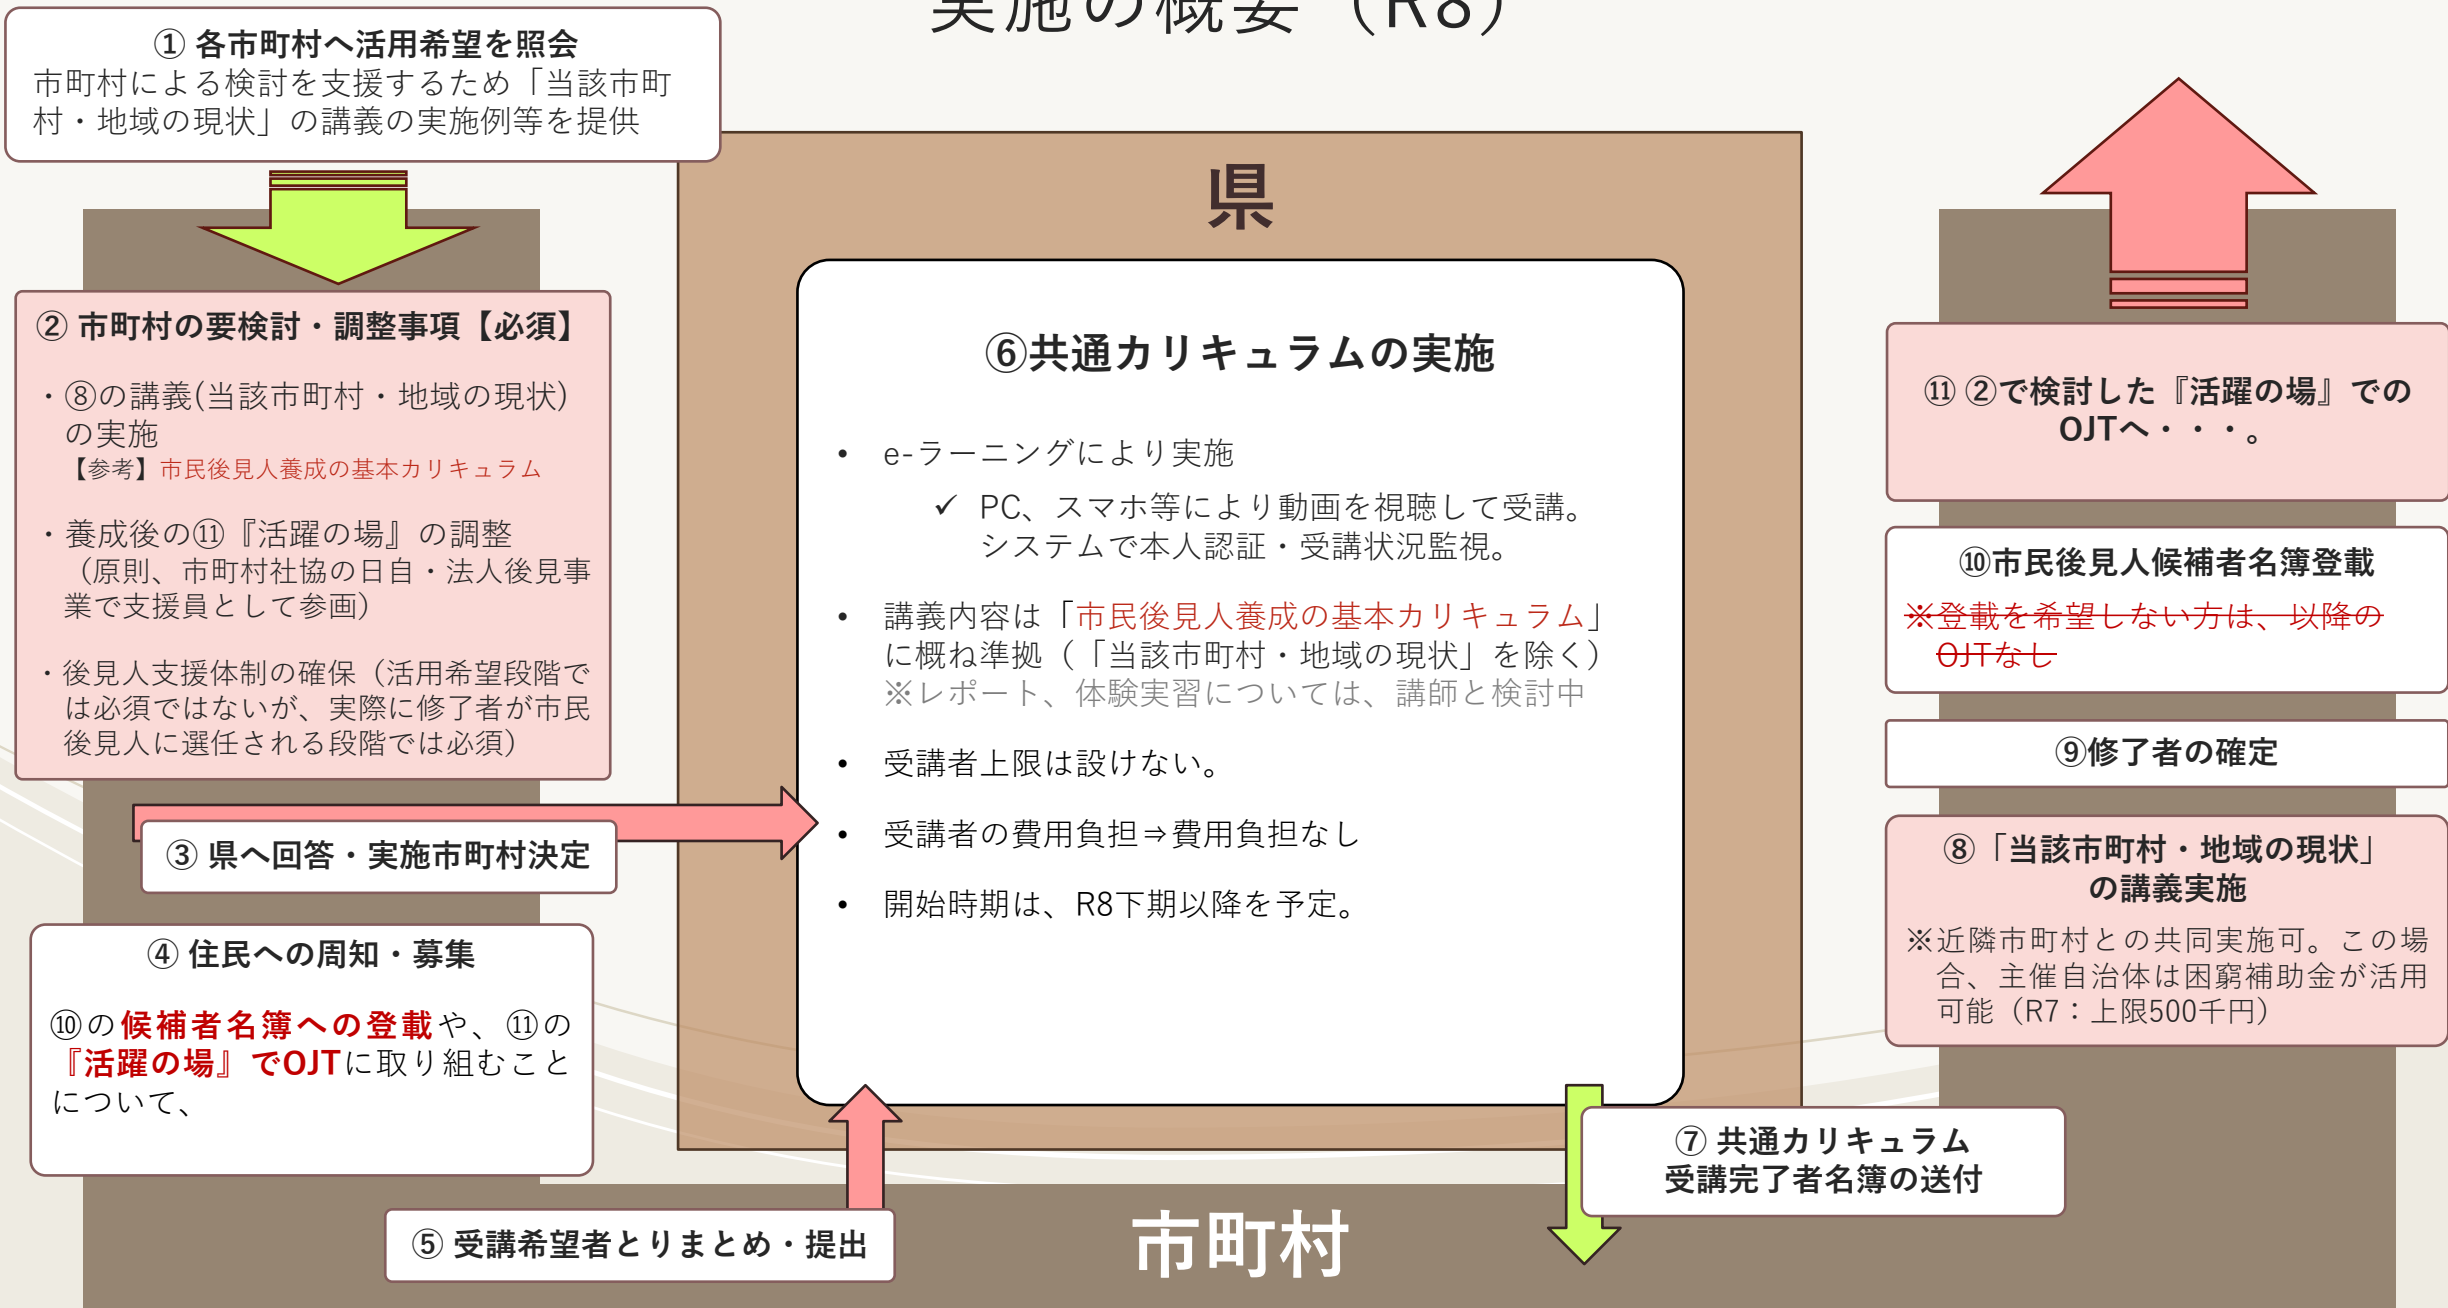 実施の概要（R8）
① 各市町村へ活用希望を照会
市町村による検討を支援するため「当該市町
村・地域の現状」の講義の実施例等を提供
② 市町村の要検討・調整事項【必須】
・⑧の講義(当該市町村・地域の現状)
の実施
【参考】市民後見人養成の基本カリキュラム
・養成後の⑪『活躍の場』の調整
（原則、市町村社協の日自・法人後見事
業で支援員として参画）
・後見人支援体制の確保（活用希望段階で
は必須ではないが、実際に修了者が市民
後見人に選任される段階では必須）
③ 県へ回答・実施市町村決定
④ 住民への周知・募集
⑩の候補者名簿への登載や、⑪の
『活躍の場』でOJTに取り組むこと
について、
⑤ 受講希望者とりまとめ・提出
県
⑥共通カリキュラムの実施
• e-ラーニングにより実施
✓ PC、スマホ等により動画を視聴して受講。
システムで本人認証・受講状況監視。
• 講義内容は「市民後見人養成の基本カリキュラム」
に概ね準拠（「当該市町村・地域の現状」を除く）
※レポート、体験実習については、講師と検討中
• 受講者上限は設けない。
• 受講者の費用負担⇒費用負担なし
• 開始時期は、R8下期以降を予定。
市町村
⑦ 共通カリキュラム
受講完了者名簿の送付
⑧「当該市町村・地域の現状」
の講義実施
※近隣市町村との共同実施可。この場
合、主催自治体は困窮補助金が活用
可能（R7：上限500千円）
⑨修了者の確定
⑩市民後見人候補者名簿登載
※登載を希望しない方は、以降の
OJTなし
⑪ ②で検討した『活躍の場』での
OJTへ・・・。